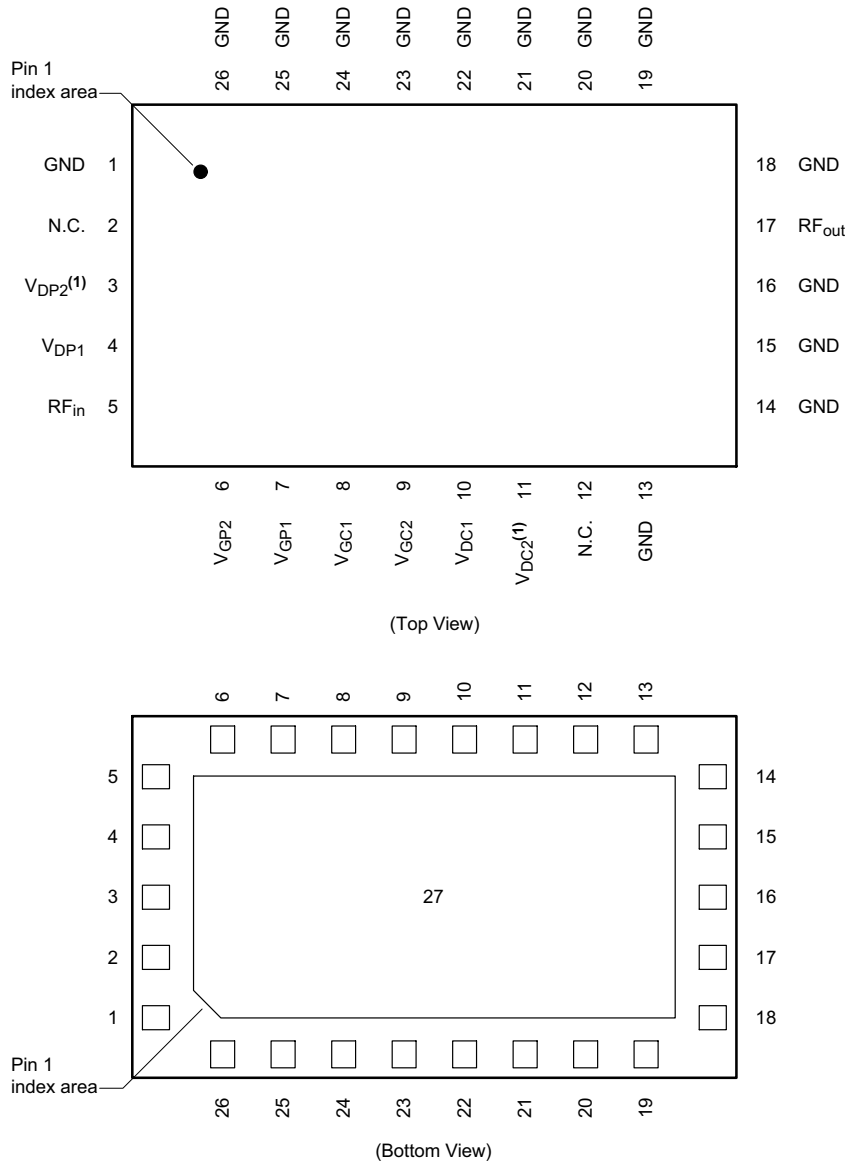 GND GND GND GND GND GND GND GND
26 25 24 23 22 21 20 19
Pin 1
index area
GND 1
N.C. 2
VDP2(1) 3
VDP1 4
RFin 5
18 GND
17 RFout
16 GND
15 GND
14 GND
6 7 8 9 10 11 12 13
VGP2 VGP1 VGC1 VGC2 VDC1 VDC2(1) N.C. GND
(Top View)
6 7 8 9 10 11 12 13
5
4
3
2
1
27
14
15
16
17
18
Pin 1
index area
26 25 24 23 22 21 20 19
(Bottom View)